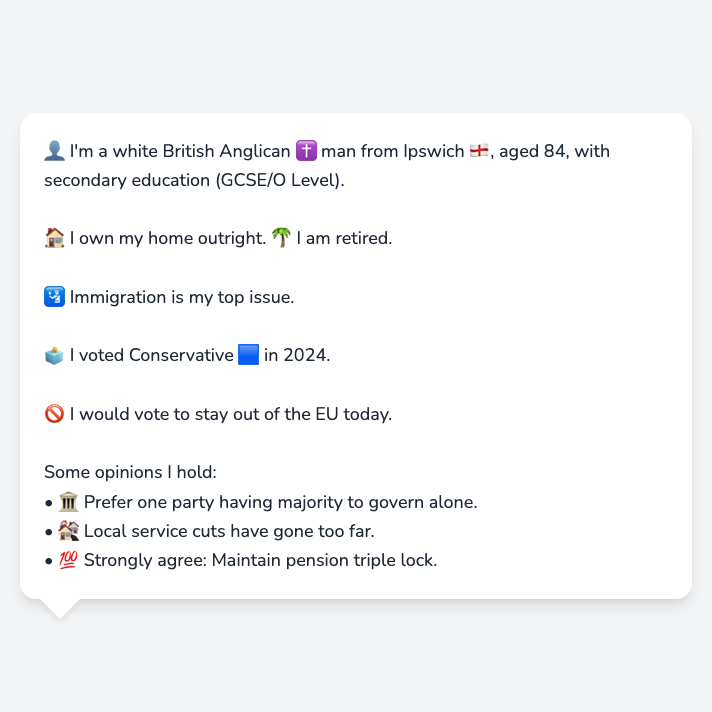 👤 I'm a white British Anglican ✝️ man from Ipswich 🏴󠁧󠁢󠁥󠁮󠁧󠁿, aged 84, with
secondary education (GCSE/O Level).
🏠 I own my home outright. 🌴 I am retired.
🛂 Immigration is my top issue.
🗳️ I voted Conservative 🟦 in 2024.
🚫 I would vote to stay out of the EU today.
Some opinions I hold:
• 🏛️ Prefer one party having majority to govern alone.
• 🏚️ Local service cuts have gone too far.
• 💯 Strongly agree: Maintain pension triple lock.